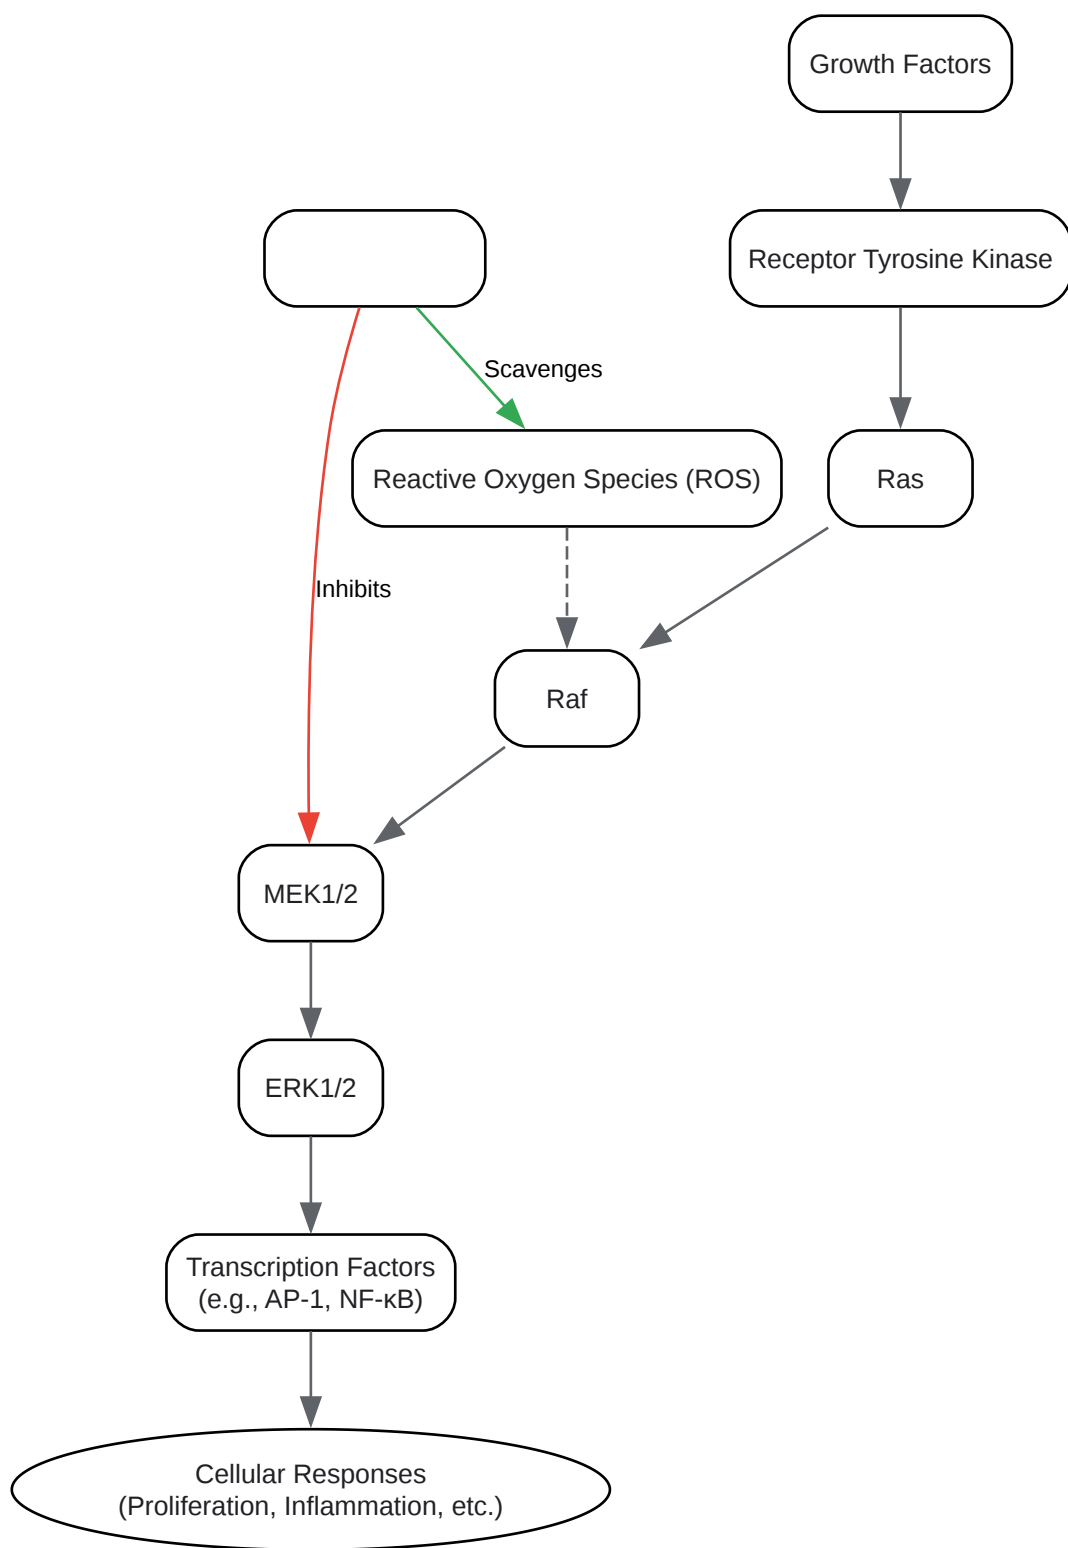 Growth Factors
Receptor Tyrosine Kinase
Scavenges
Reactive Oxygen Species (ROS)
Ras
Inhibits
Raf
MEK1/2
ERK1/2
Transcription Factors
(e.g., AP-1, NF-κB)
Cellular Responses
(Proliferation, Inflammation, etc.)